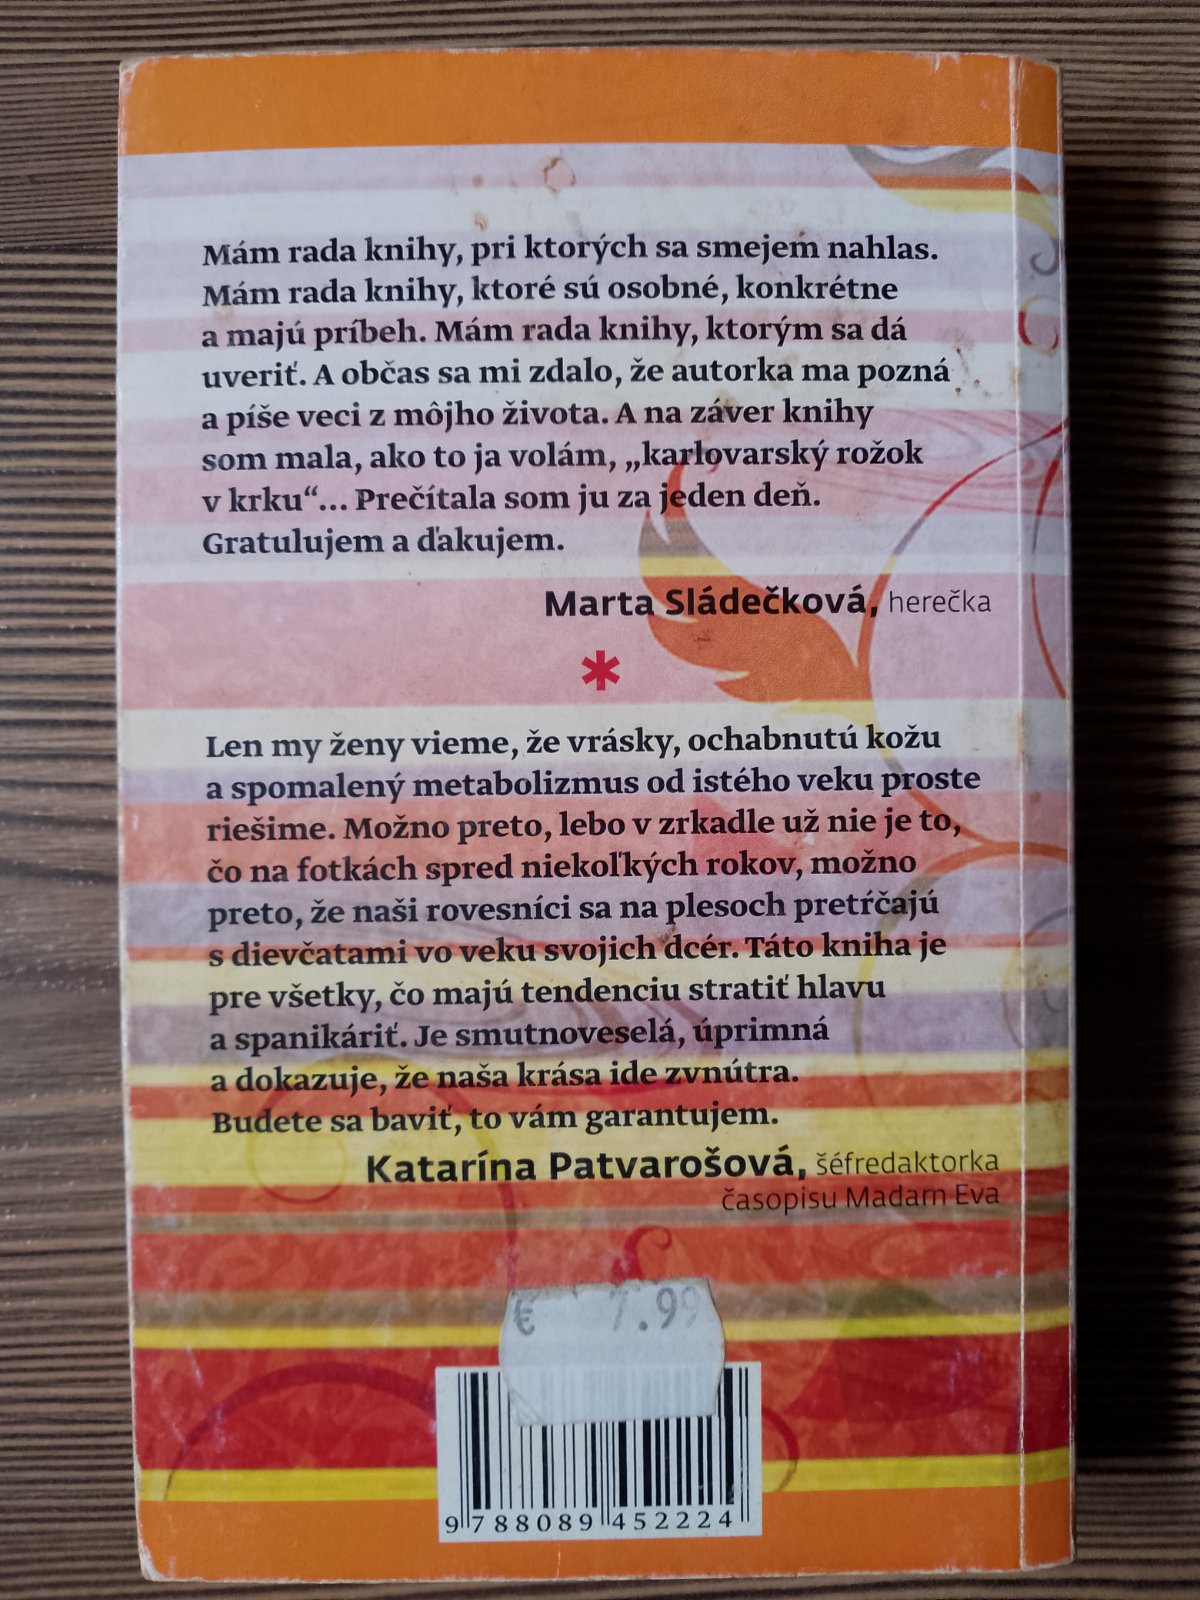 Mám rada knihy, pri ktorých sa smejem nahlas.
Mám rada knihy, ktoré sú osobné, konkrétne
a majú príbeh. Mám rada knihy, ktorým sa dá
uveriť. A občas sa mi zdalo, že autorka ma pozná
a píše veci z môjho života. A na záver knihy
som mala, ako to ja volám, „karlovarský rožok
v krku“... Prečítala som ju za jeden deň.
Gratulujem a ďakujem.
Marta Sládečková, herečka
*
Len my ženy vieme, že vrásky, ochabnutú kožu
a spomalený metabolizmus od istého veku proste
riešime. Možno preto, lebo v zrkadle už nie je to,
čo na fotkách spred niekoľkých rokov, možno
preto, že naši rovesníci sa na plesoch pretŕčajú
s dievčatami vo veku svojich dcér. Táto kniha je
pre všetky, čo majú tendenciu stratiť hlavu
a spanikáriť. Je smutnoveselá, úprimná
a dokazuje, že naša krása ide zvnútra.
Budete sa baviť, to vám garantujem.
Katarína Patvarošová, šéfredaktorka
časopisu Madam Eva
€ 7.99
9 788089 452224